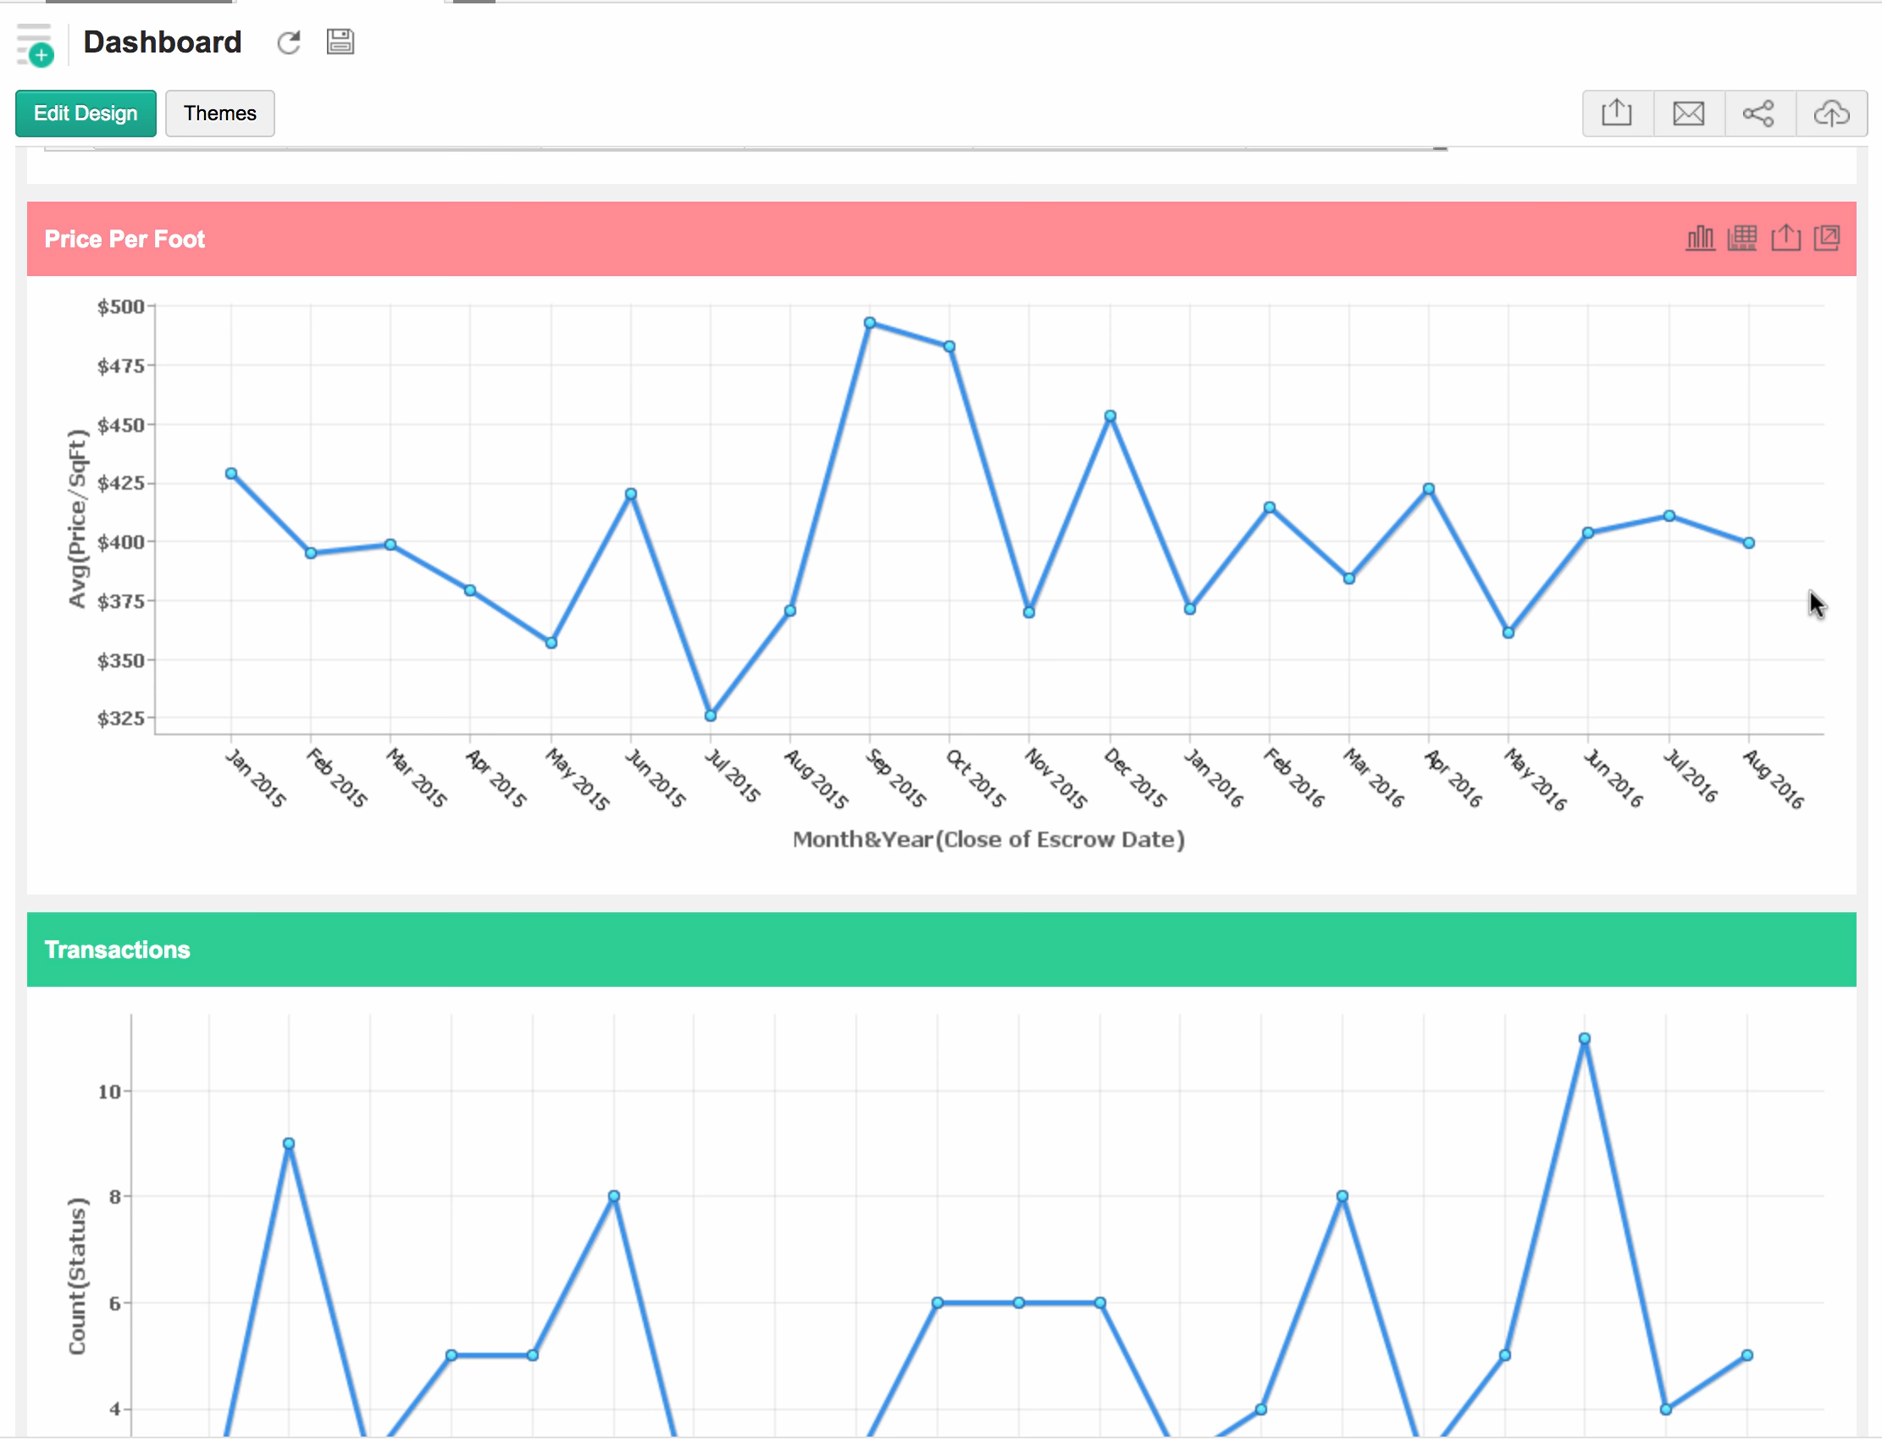 Dashboard
Edit Design
Themes
Price Per Foot
$500
$475
$450
$425
$400
$375
$350
$325
Avg(Price/SqFt)
Jan 2015
Feb 2015
Mar 2015
Apr 2015
May 2015
Jun 2015
Jul 2015
Aug 2015
Sep 2015
Oct 2015
Nov 2015
Dec 2015
Jan 2016
Feb 2016
Mar 2016
Apr 2016
May 2016
Jun 2016
Jul 2016
Aug 2016
Month&Year(Close of Escrow Date)
Transactions
10
8
6
4
Count(Status)